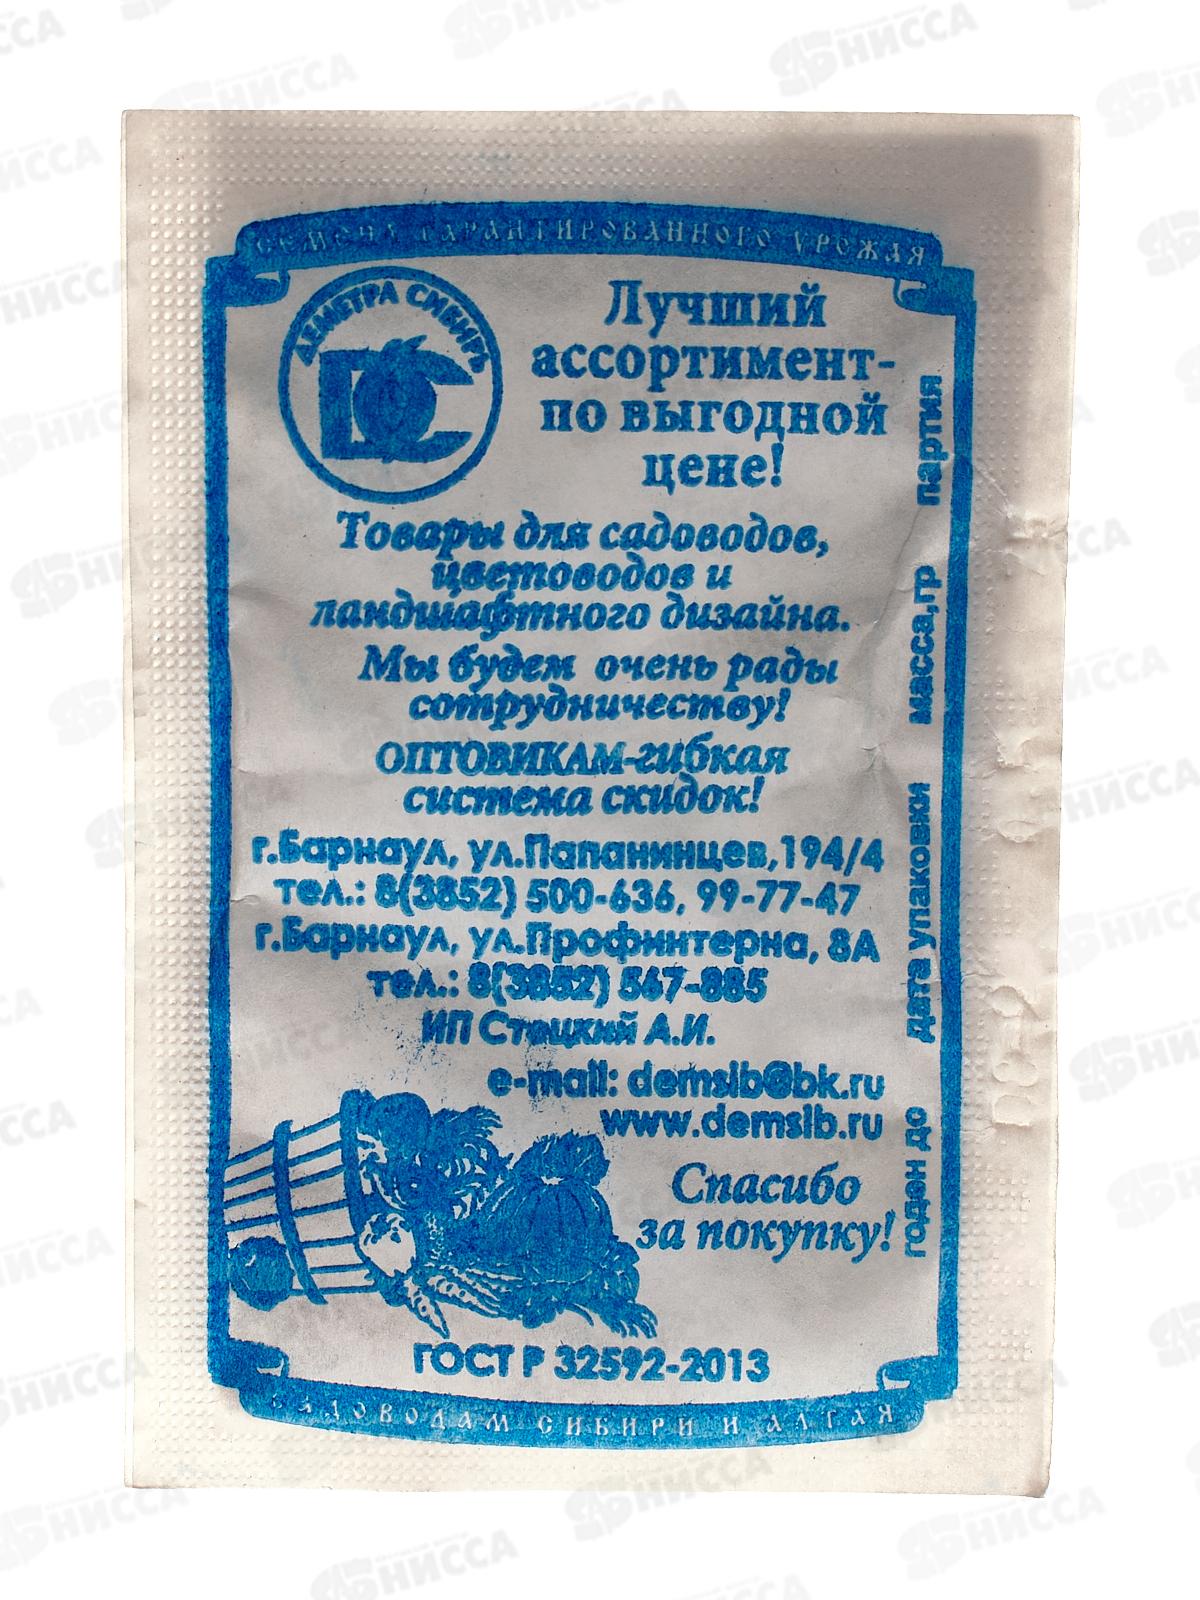 СЕМЕНА ГАРАНТИРОВАННОГО УРОЖАЯ
ДЕМЕТРА СИБИРЬ
ДС
Лучший
ассортимент-
по выгодной
цене!
Товары для садоводов,
цветоводов и
ландшафтного дизайна.
Мы будем очень рады
сотрудничеству!
ОПТОВИКАМ-гибкая
система скидок!
г.Барнаул, ул.Папанинцев,194/4
тел.: 8(3852) 500-636, 99-77-47
г.Барнаул, ул.Профинтерна, 8А
тел.: 8(3852) 567-885
ИП Стецкий А.И.
e-mail: demsib@bk.ru
www.demsib.ru
Спасибо
за покупку!
ГОСТ Р 32592-2013
САДОВОДАМ СИБИРИ И АЛТАЯ
годен до дата упаковки масса,гр партия
НИССА